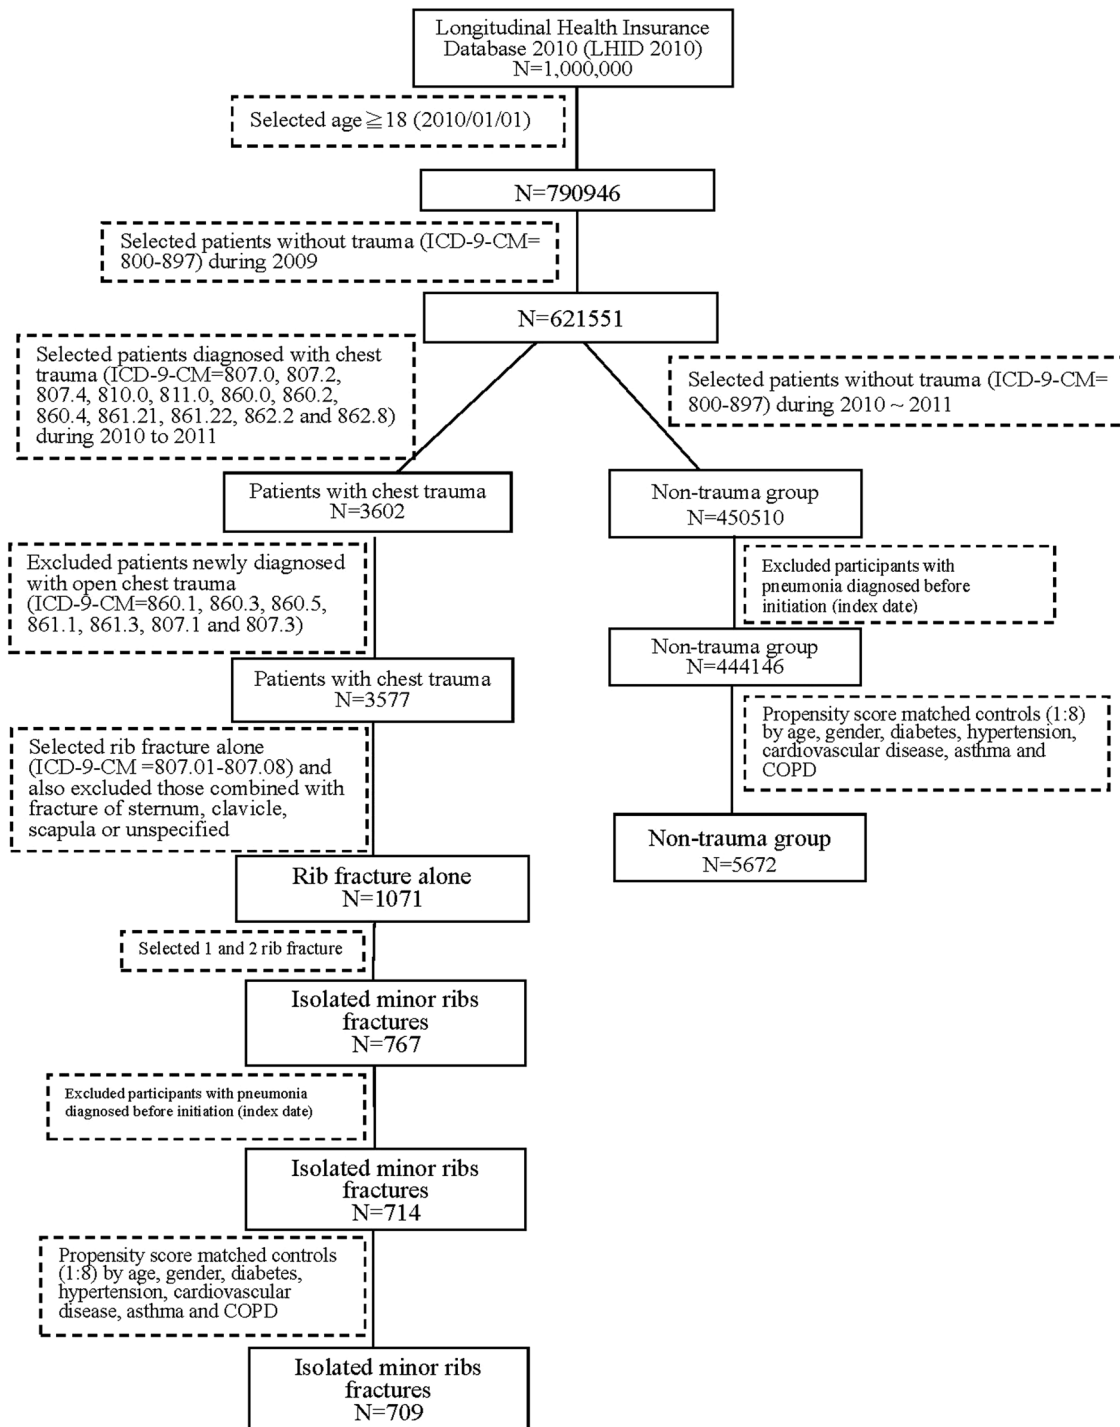 Longitudinal Health Insurance
Database 2010 (LHID 2010)
N=1,000,000
Selected age≧18 (2010/01/01)
N=790946
Selected patients without trauma (ICD-9-CM=
800-897) during 2009
N=621551
Selected patients diagnosed with chest
trauma (ICD-9-CM=807.0, 807.2,
807.4, 810.0, 811.0, 860.0, 860.2,
860.4, 861.21, 861.22, 862.2 and 862.8)
during 2010 to 2011
Selected patients without trauma (ICD-9-CM=
800-897) during 2010 ~ 2011
Patients with chest trauma
N=3602
Non-trauma group
N=450510
Excluded patients newly diagnosed
with open chest trauma
(ICD-9-CM=860.1, 860.3, 860.5,
861.1, 861.3, 807.1 and 807.3)
Excluded participants with
pneumonia diagnosed before
initiation (index date)
Patients with chest trauma
N=3577
Non-trauma group
N=444146
Selected rib fracture alone
(ICD-9-CM =807.01-807.08) and
also excluded those combined with
fracture of sternum, clavicle,
scapula or unspecified
Propensity score matched controls (1:8)
by age, gender, diabetes, hypertension,
cardiovascular disease, asthma and
COPD
Non-trauma group
N=5672
Rib fracture alone
N=1071
Selected 1 and 2 rib fracture
Isolated minor ribs
fractures
N=767
Excluded participants with pneumonia
diagnosed before initiation (index date)
Isolated minor ribs
fractures
N=714
Propensity score matched controls
(1:8) by age, gender, diabetes,
hypertension, cardiovascular
disease, asthma and COPD
Isolated minor ribs
fractures
N=709